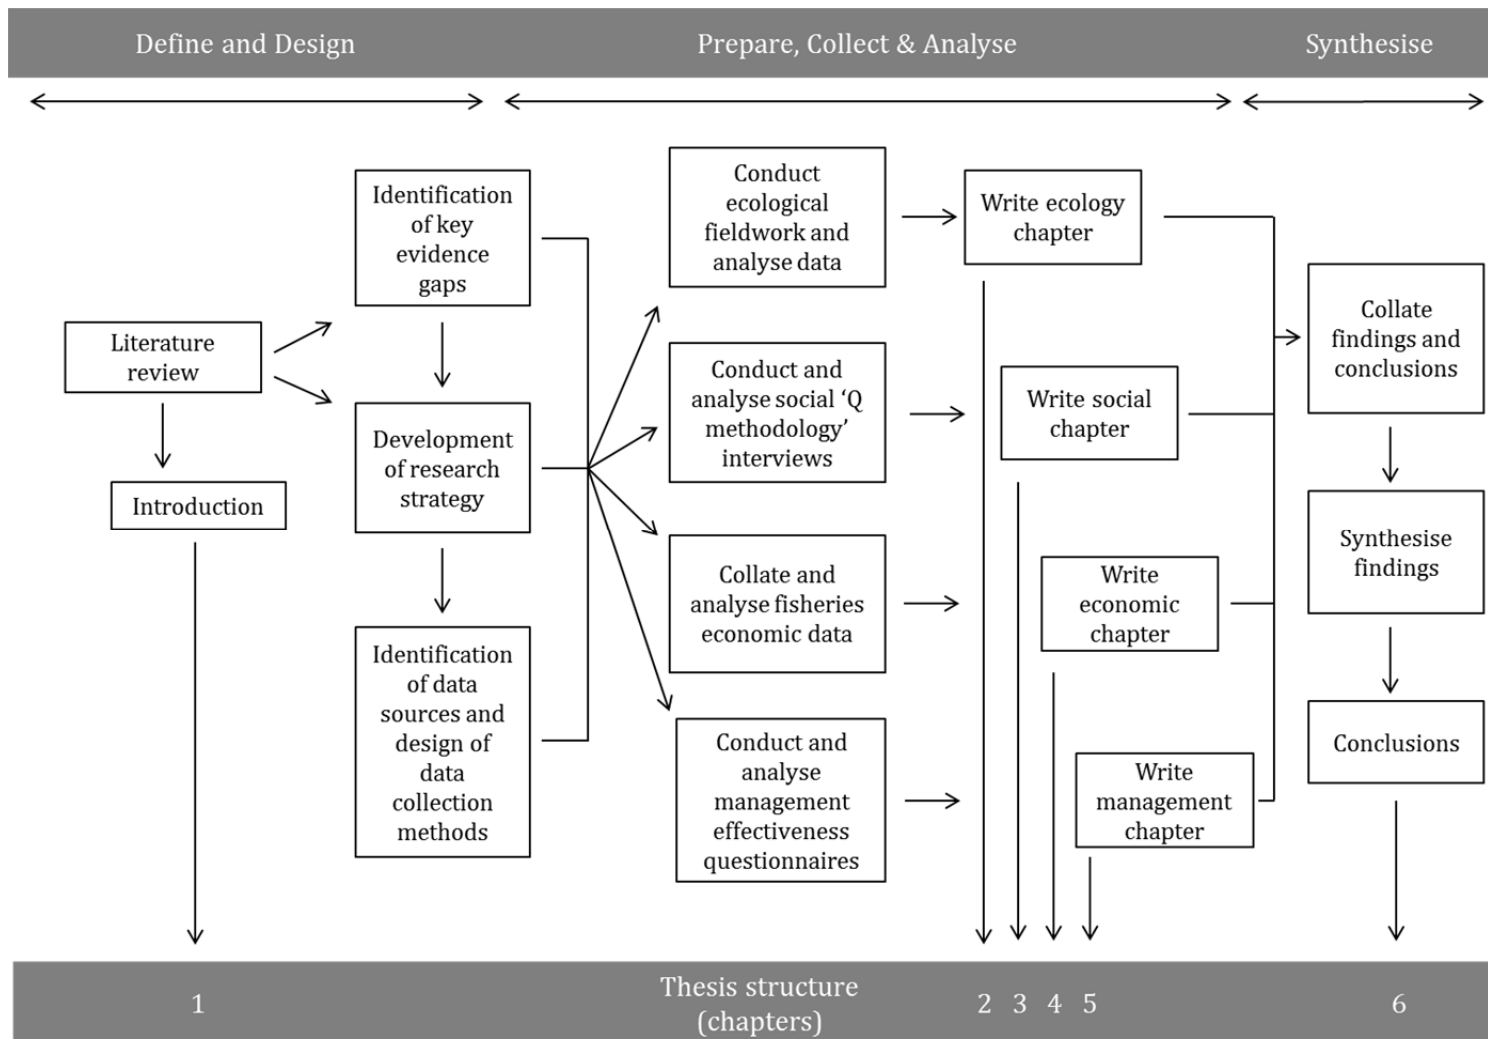 Define and Design
Prepare, Collect & Analyse
Synthesise
Literature
review
Introduction
Identification
of key
evidence
gaps
Development
of research
strategy
Identification
of data
sources and
design of
data
collection
methods
Conduct
ecological
fieldwork and
analyse data
Conduct and
analyse social ‘Q
methodology’
interviews
Collate and
analyse fisheries
economic data
Conduct and
analyse
management
effectiveness
questionnaires
Write ecology
chapter
Write social
chapter
Write
economic
chapter
Write
management
chapter
Collate
findings and
conclusions
Synthesise
findings
Conclusions
Thesis structure
(chapters)
1
2 3 4 5
6